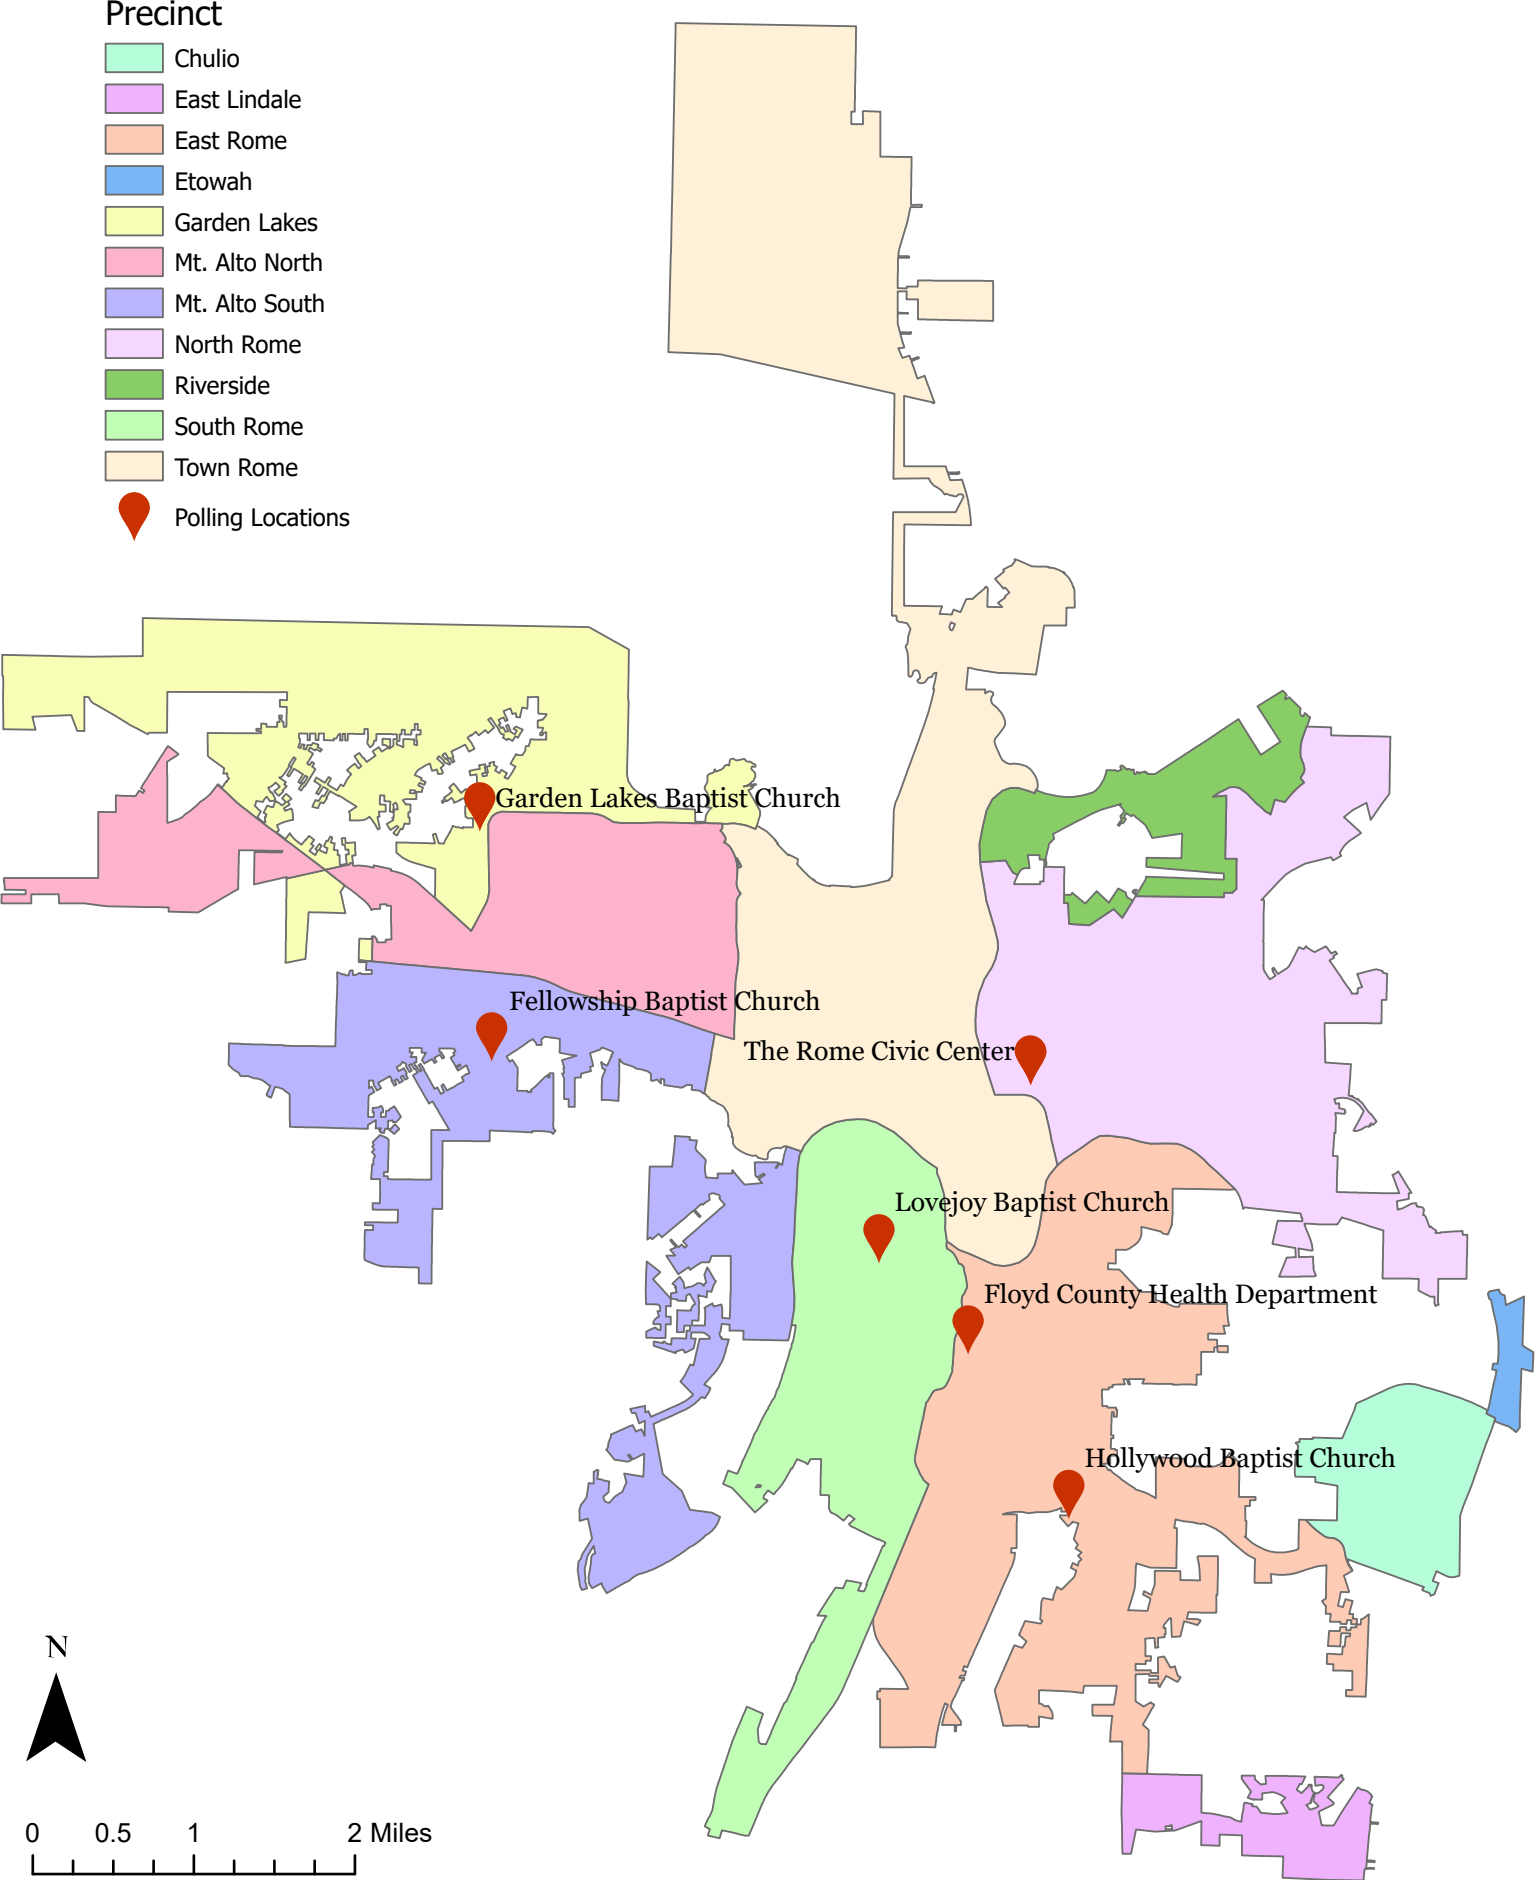 Precinct
Chulio
East Lindale
East Rome
Etowah
Garden Lakes
Mt. Alto North
Mt. Alto South
North Rome
Riverside
South Rome
Town Rome
Polling Locations
Garden Lakes Baptist Church
Fellowship Baptist Church
The Rome Civic Center
Lovejoy Baptist Church
Floyd County Health Department
Hollywood Baptist Church
N
0 0.5 1 2 Miles